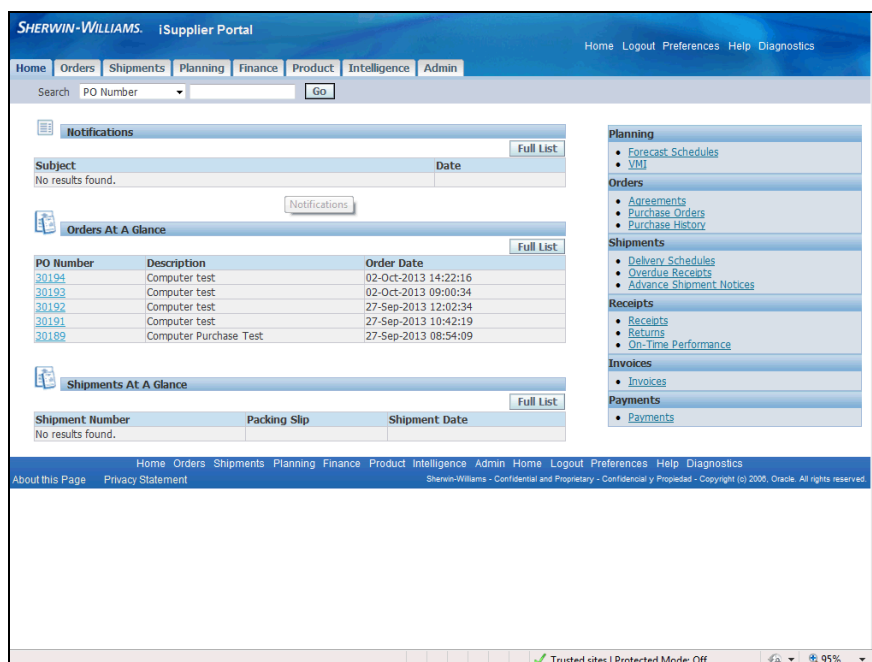 SHERWIN-WILLIAMS. iSupplier Portal
Home Logout Preferences Help Diagnostics
Home Orders Shipments Planning Finance Product Intelligence Admin
Search PO Number Go
Notifications
Full List
Subject Date
No results found.
Notifications
Orders At A Glance
Full List
PO Number Description Order Date
30194 Computer test 02-Oct-2013 14:22:16
30193 Computer test 02-Oct-2013 09:00:34
30192 Computer test 27-Sep-2013 12:02:34
30191 Computer test 27-Sep-2013 10:42:19
30189 Computer Purchase Test 27-Sep-2013 08:54:09
Shipments At A Glance
Full List
Shipment Number Packing Slip Shipment Date
No results found.
Planning
Forecast Schedules
VMI
Orders
Agreements
Purchase Orders
Purchase History
Shipments
Delivery Schedules
Overdue Receipts
Advance Shipment Notices
Receipts
Receipts
Returns
On-Time Performance
Invoices
Invoices
Payments
Payments
Home Orders Shipments Planning Finance Product Intelligence Admin Home Logout Preferences Help Diagnostics
About this Page Privacy Statement Sherwin-Williams - Confidential and Proprietary - Confidencial y Propiedad - Copyright (c) 2006, Oracle. All rights reserved.
Trusted sites | Protected Mode: Off 95%